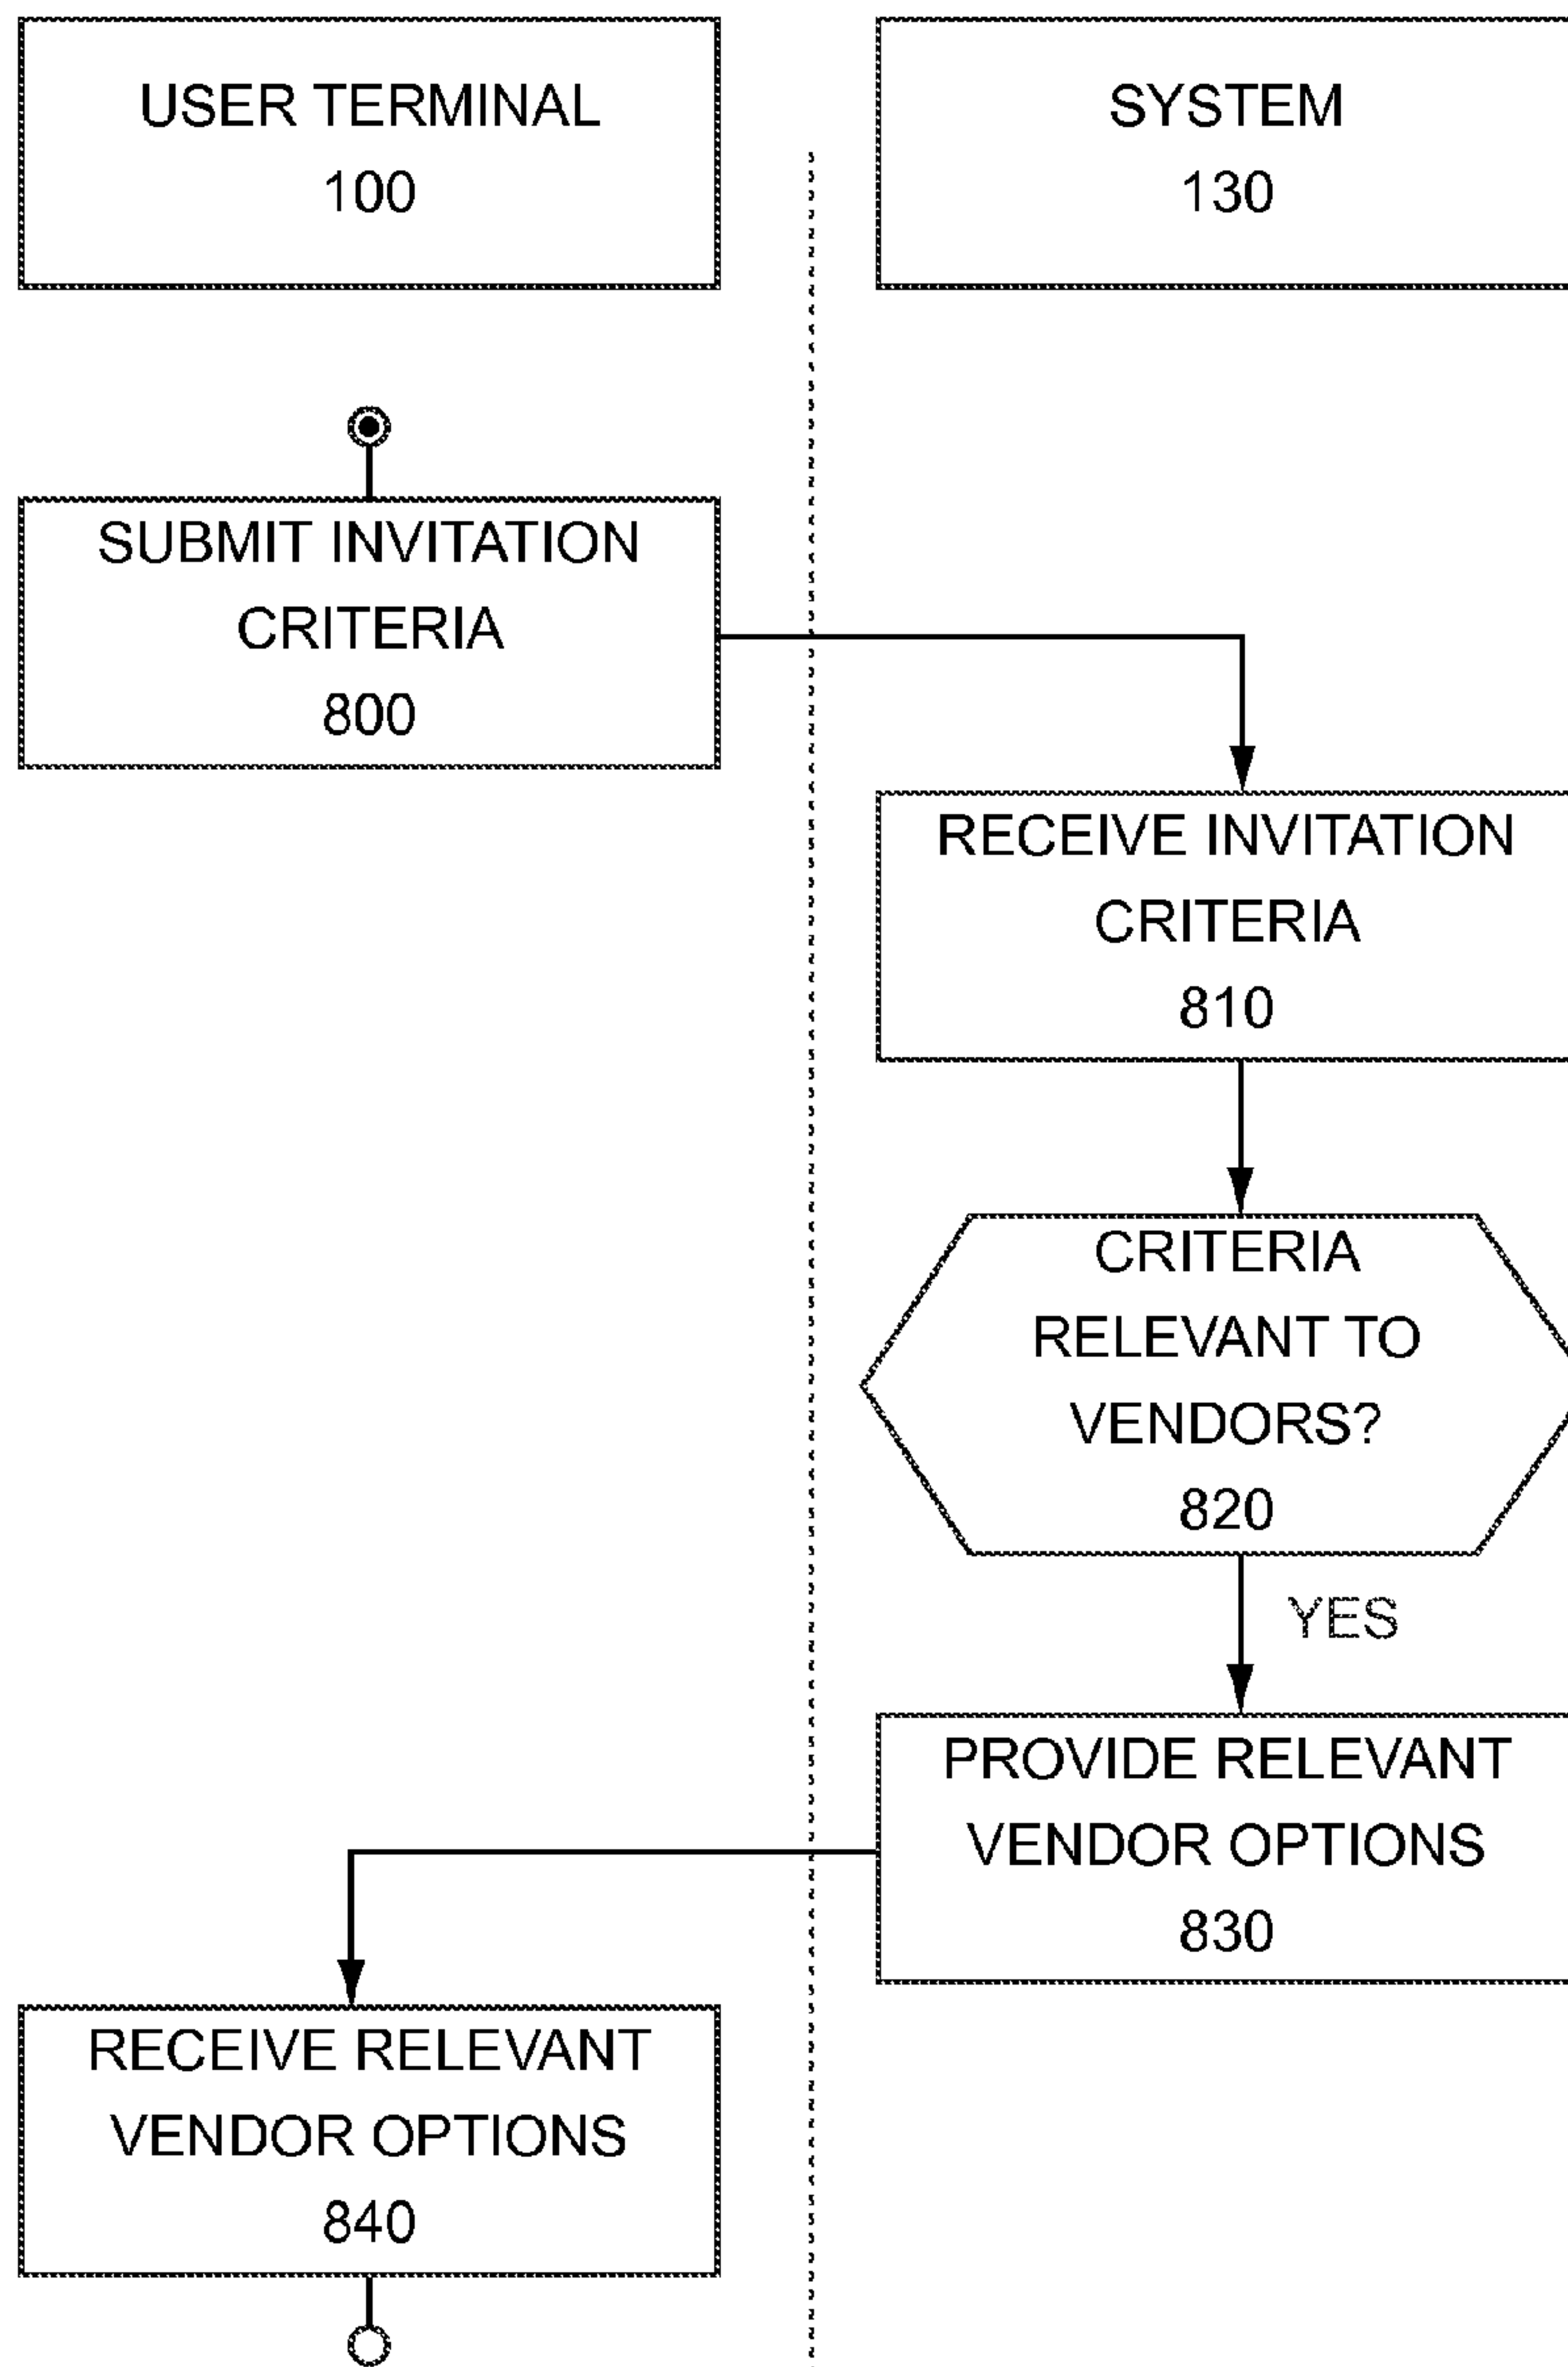 USER TERMINAL
100
SYSTEM
130
SUBMIT INVITATION
CRITERIA
800
RECEIVE INVITATION
CRITERIA
810
CRITERIA
RELEVANT TO
VENDORS?
820
YES
PROVIDE RELEVANT
VENDOR OPTIONS
830
RECEIVE RELEVANT
VENDOR OPTIONS
840